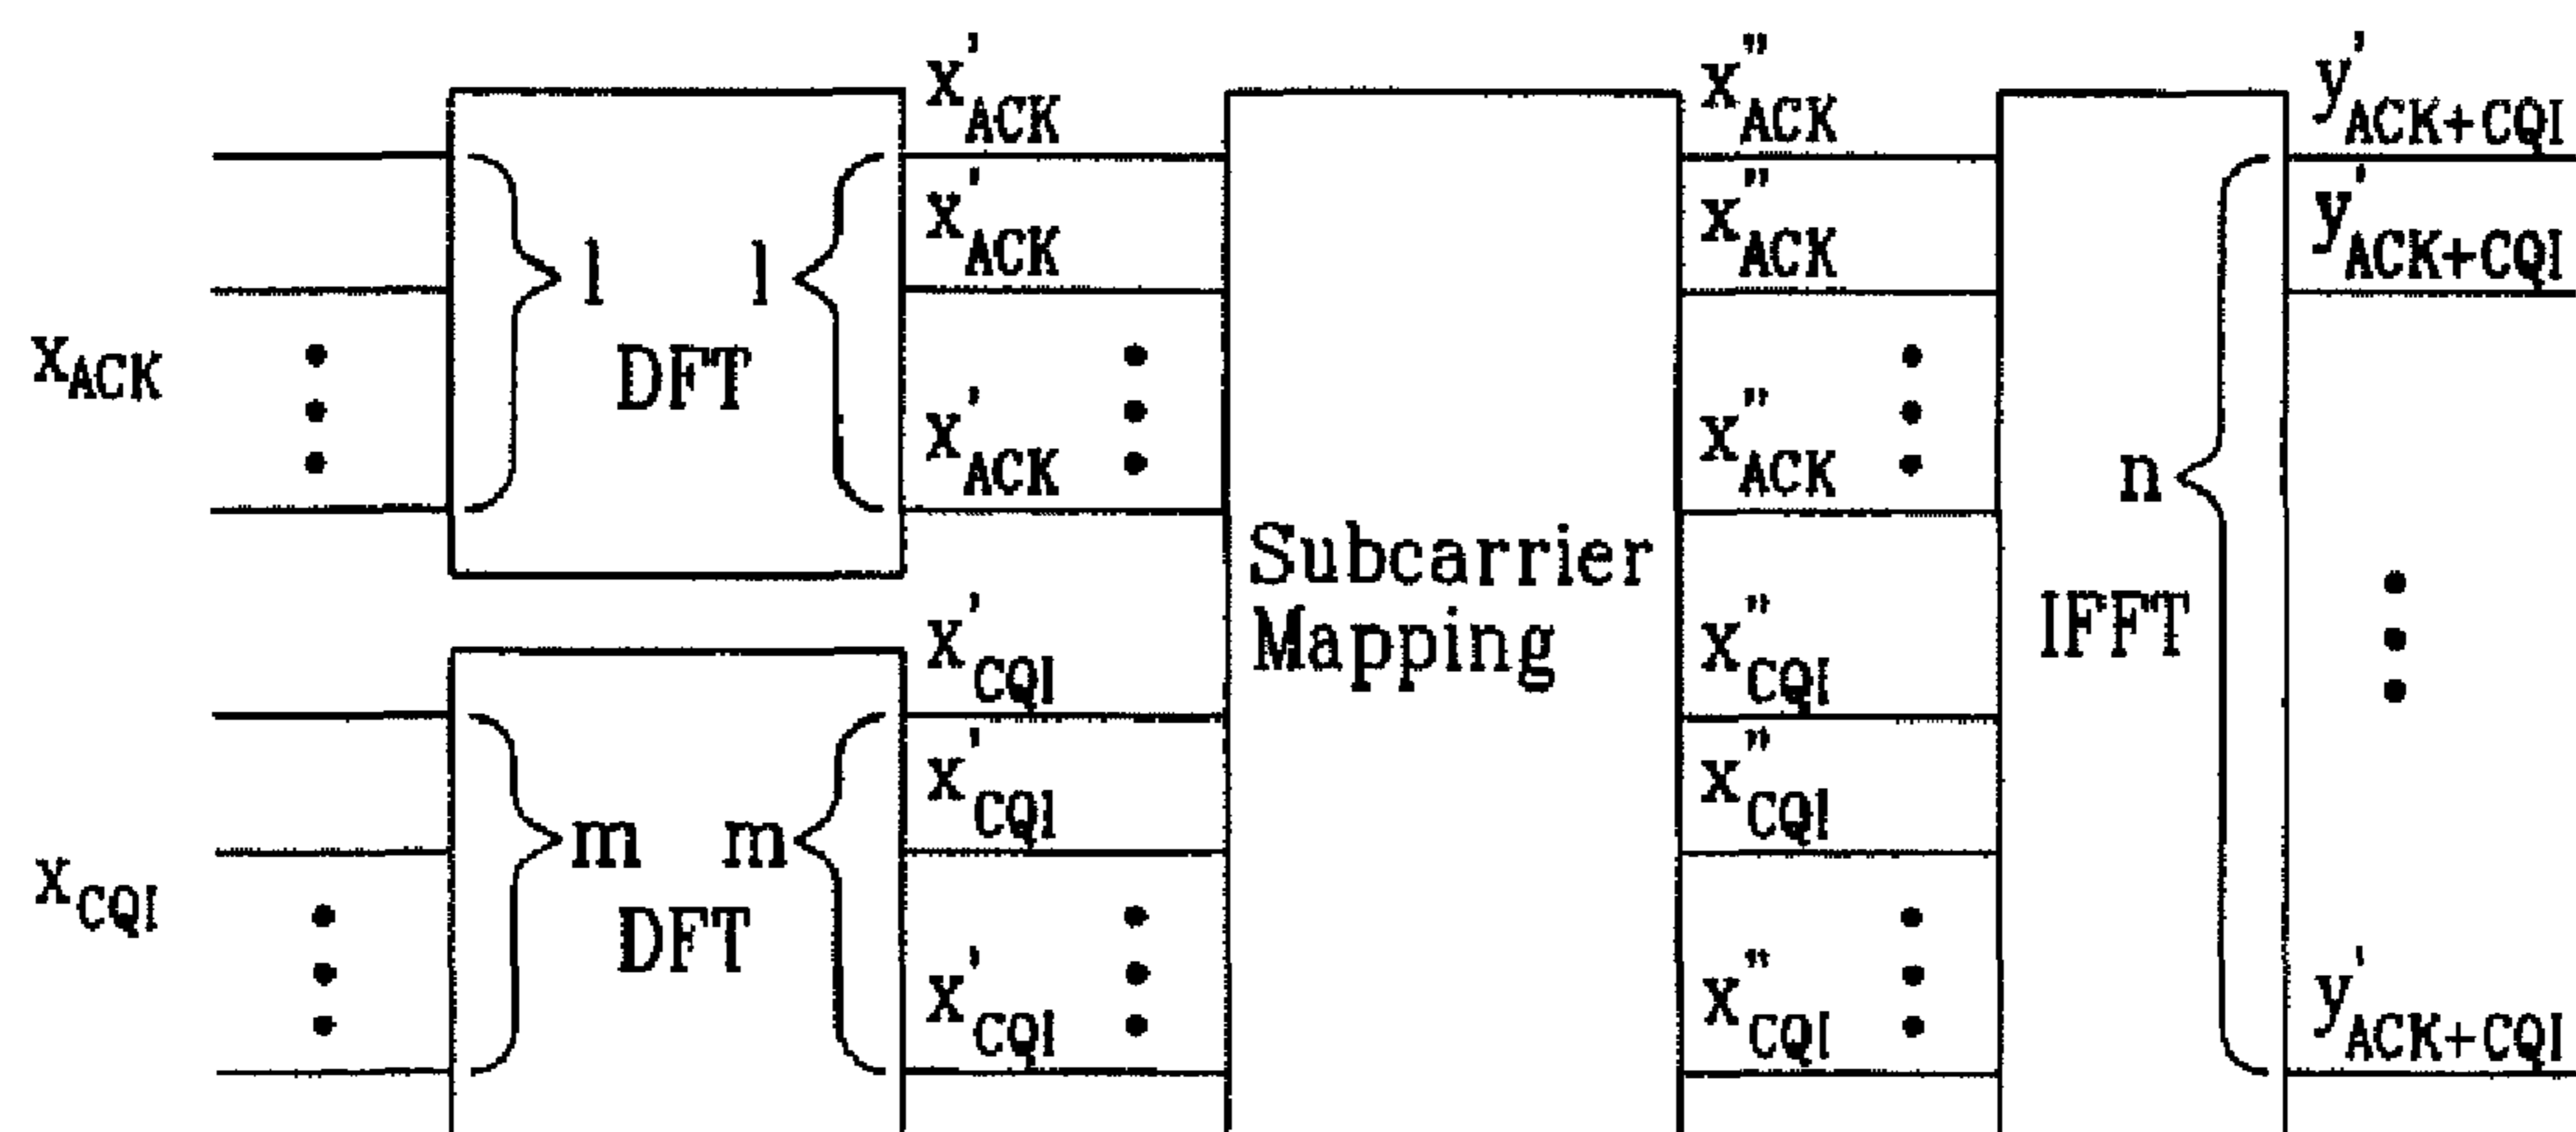 x'ACK
x"ACK
y'ACK+CQI
x'ACK
x"ACK
y'ACK+CQI
l
l
xACK
DFT
x'ACK
x"ACK
n
Subcarrier
Mapping
x'CQI
x"CQI
IFFT
x'CQI
x"CQI
m
m
xCQI
DFT
x'CQI
x"CQI
y'ACK+CQI